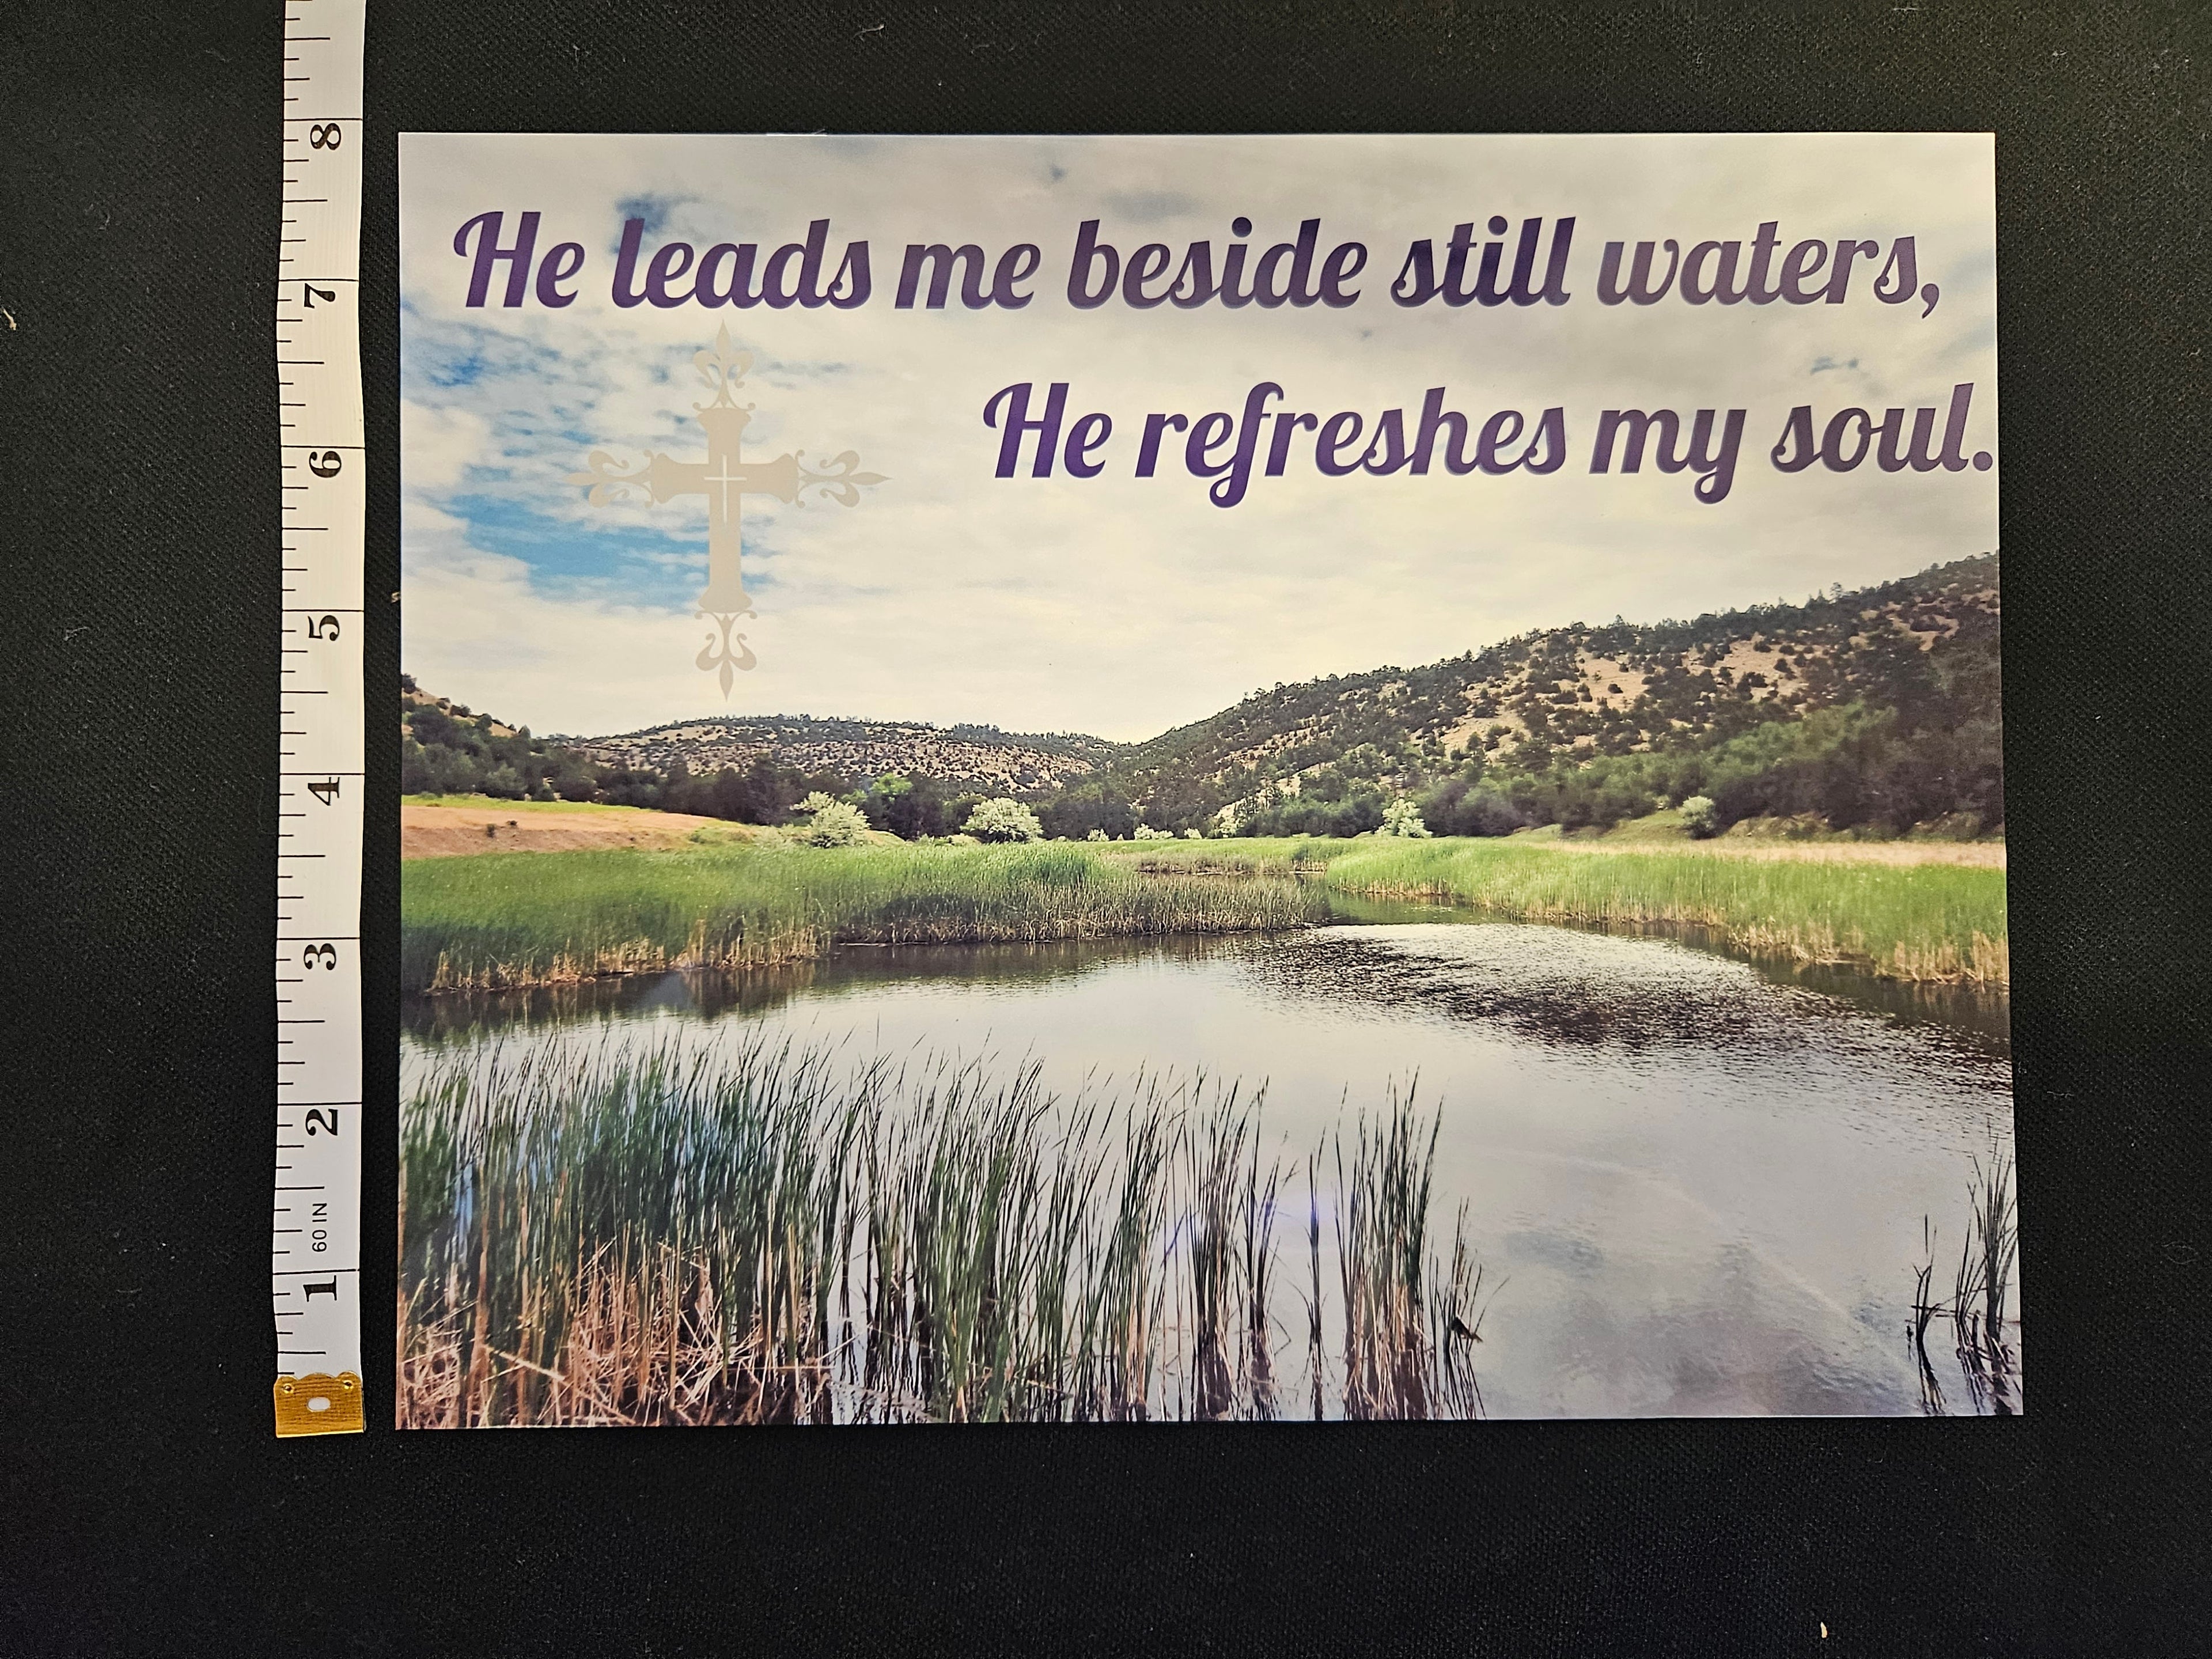 He leads me beside still waters,
He refreshes my soul.
8
7
6
5
4
3
2
60 IN
1